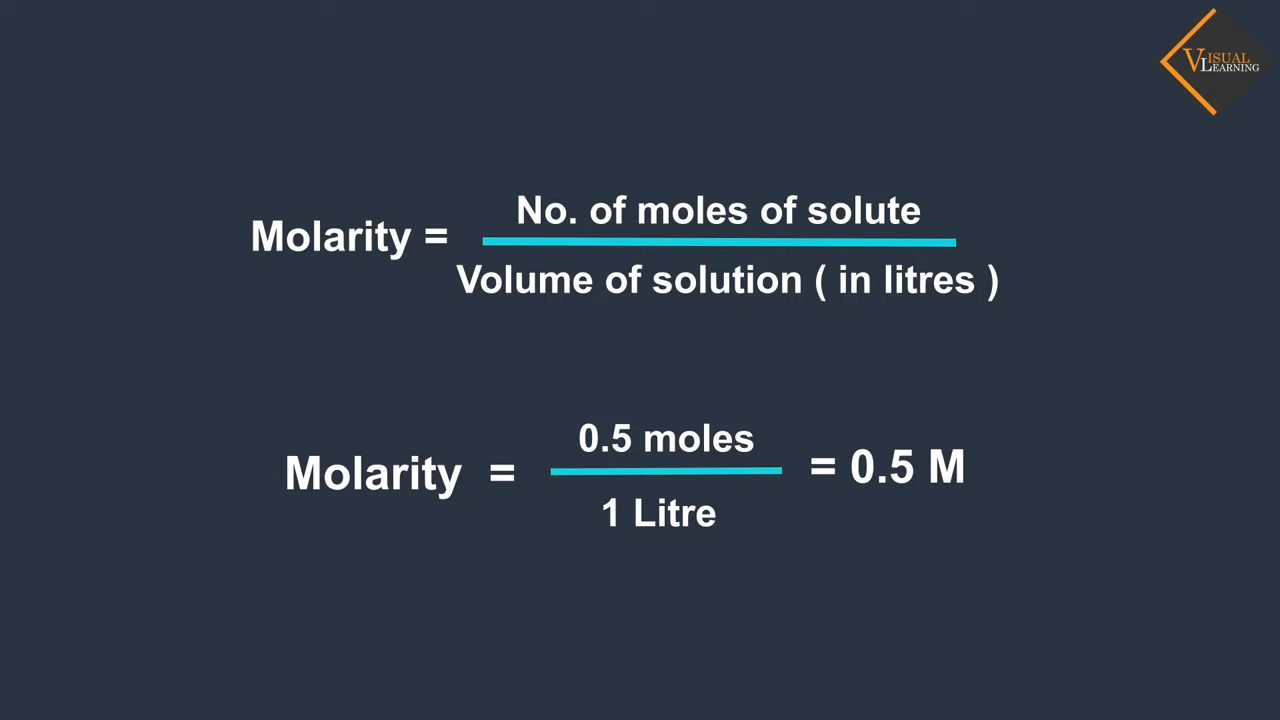 VISUAL
LEARNING
No. of moles of solute
Molarity =
Volume of solution ( in litres )
0.5 moles
Molarity = = 0.5 M
1 Litre